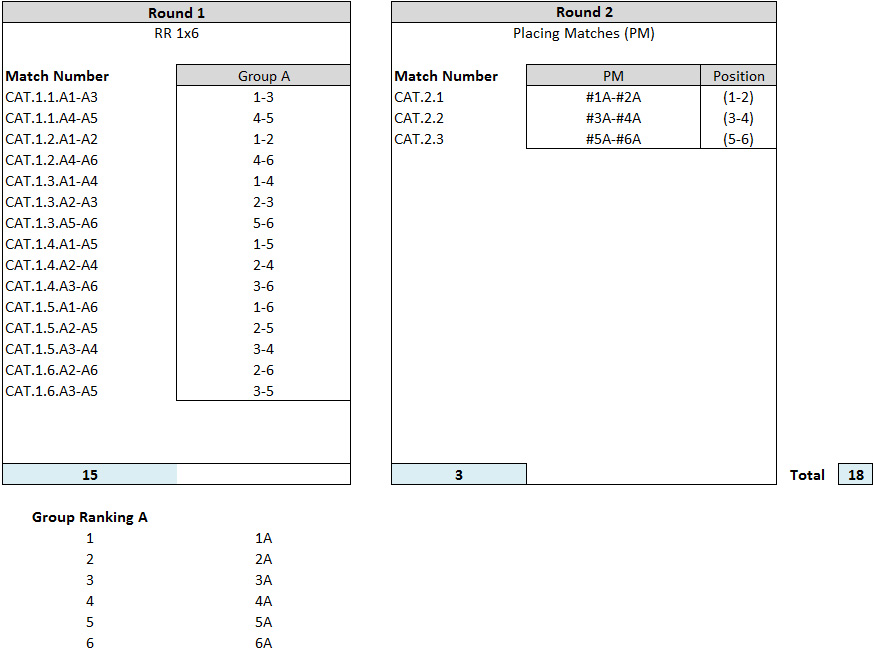 Round 1
RR 1x6
Match Number Group A
CAT.1.1.A1-A3 1-3
CAT.1.1.A4-A5 4-5
CAT.1.2.A1-A2 1-2
CAT.1.2.A4-A6 4-6
CAT.1.3.A1-A4 1-4
CAT.1.3.A2-A3 2-3
CAT.1.3.A5-A6 5-6
CAT.1.4.A1-A5 1-5
CAT.1.4.A2-A4 2-4
CAT.1.4.A3-A6 3-6
CAT.1.5.A1-A6 1-6
CAT.1.5.A2-A5 2-5
CAT.1.5.A3-A4 3-4
CAT.1.6.A2-A6 2-6
CAT.1.6.A3-A5 3-5
15
Round 2
Placing Matches (PM)
Match Number PM Position
CAT.2.1 #1A-#2A (1-2)
CAT.2.2 #3A-#4A (3-4)
CAT.2.3 #5A-#6A (5-6)
3
Total 18
Group Ranking A
1 1A
2 2A
3 3A
4 4A
5 5A
6 6A